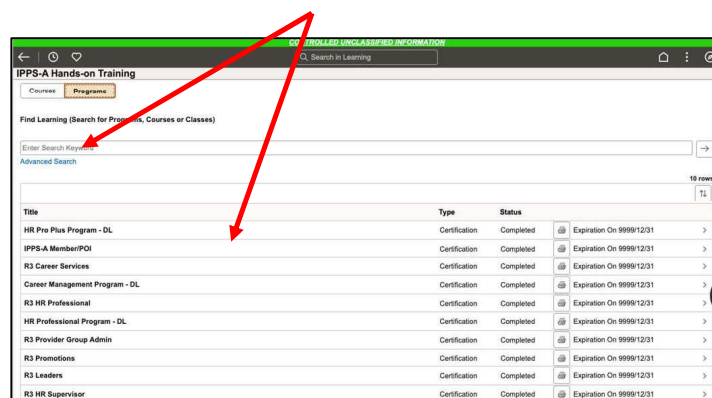 CONTROLLED UNCLASSIFIED INFORMATION
Search in Learning
IPPS-A Hands-on Training
Courses Programs
Find Learning (Search for Programs, Courses or Classes)
Enter Search Keyword
Advanced Search
10 rows
Title Type Status
HR Pro Plus Program - DL Certification Completed Expiration On 9999/12/31
IPPS-A Member/POI Certification Completed Expiration On 9999/12/31
R3 Career Services Certification Completed Expiration On 9999/12/31
Career Management Program - DL Certification Completed Expiration On 9999/12/31
R3 HR Professional Certification Completed Expiration On 9999/12/31
HR Professional Program - DL Certification Completed Expiration On 9999/12/31
R3 Provider Group Admin Certification Completed Expiration On 9999/12/31
R3 Promotions Certification Completed Expiration On 9999/12/31
R3 Leaders Certification Completed Expiration On 9999/12/31
R3 HR Supervisor Certification Completed Expiration On 9999/12/31